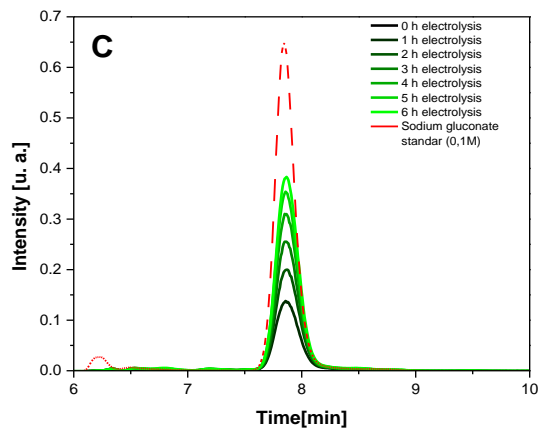 C
0 h electrolysis
1 h electrolysis
2 h electrolysis
3 h electrolysis
4 h electrolysis
5 h electrolysis
6 h electrolysis
Sodium gluconate
standar (0,1M)
Intensity [u. a.]
0.7
0.6
0.5
0.4
0.3
0.2
0.1
0.0
6 7 8 9 10
Time[min]